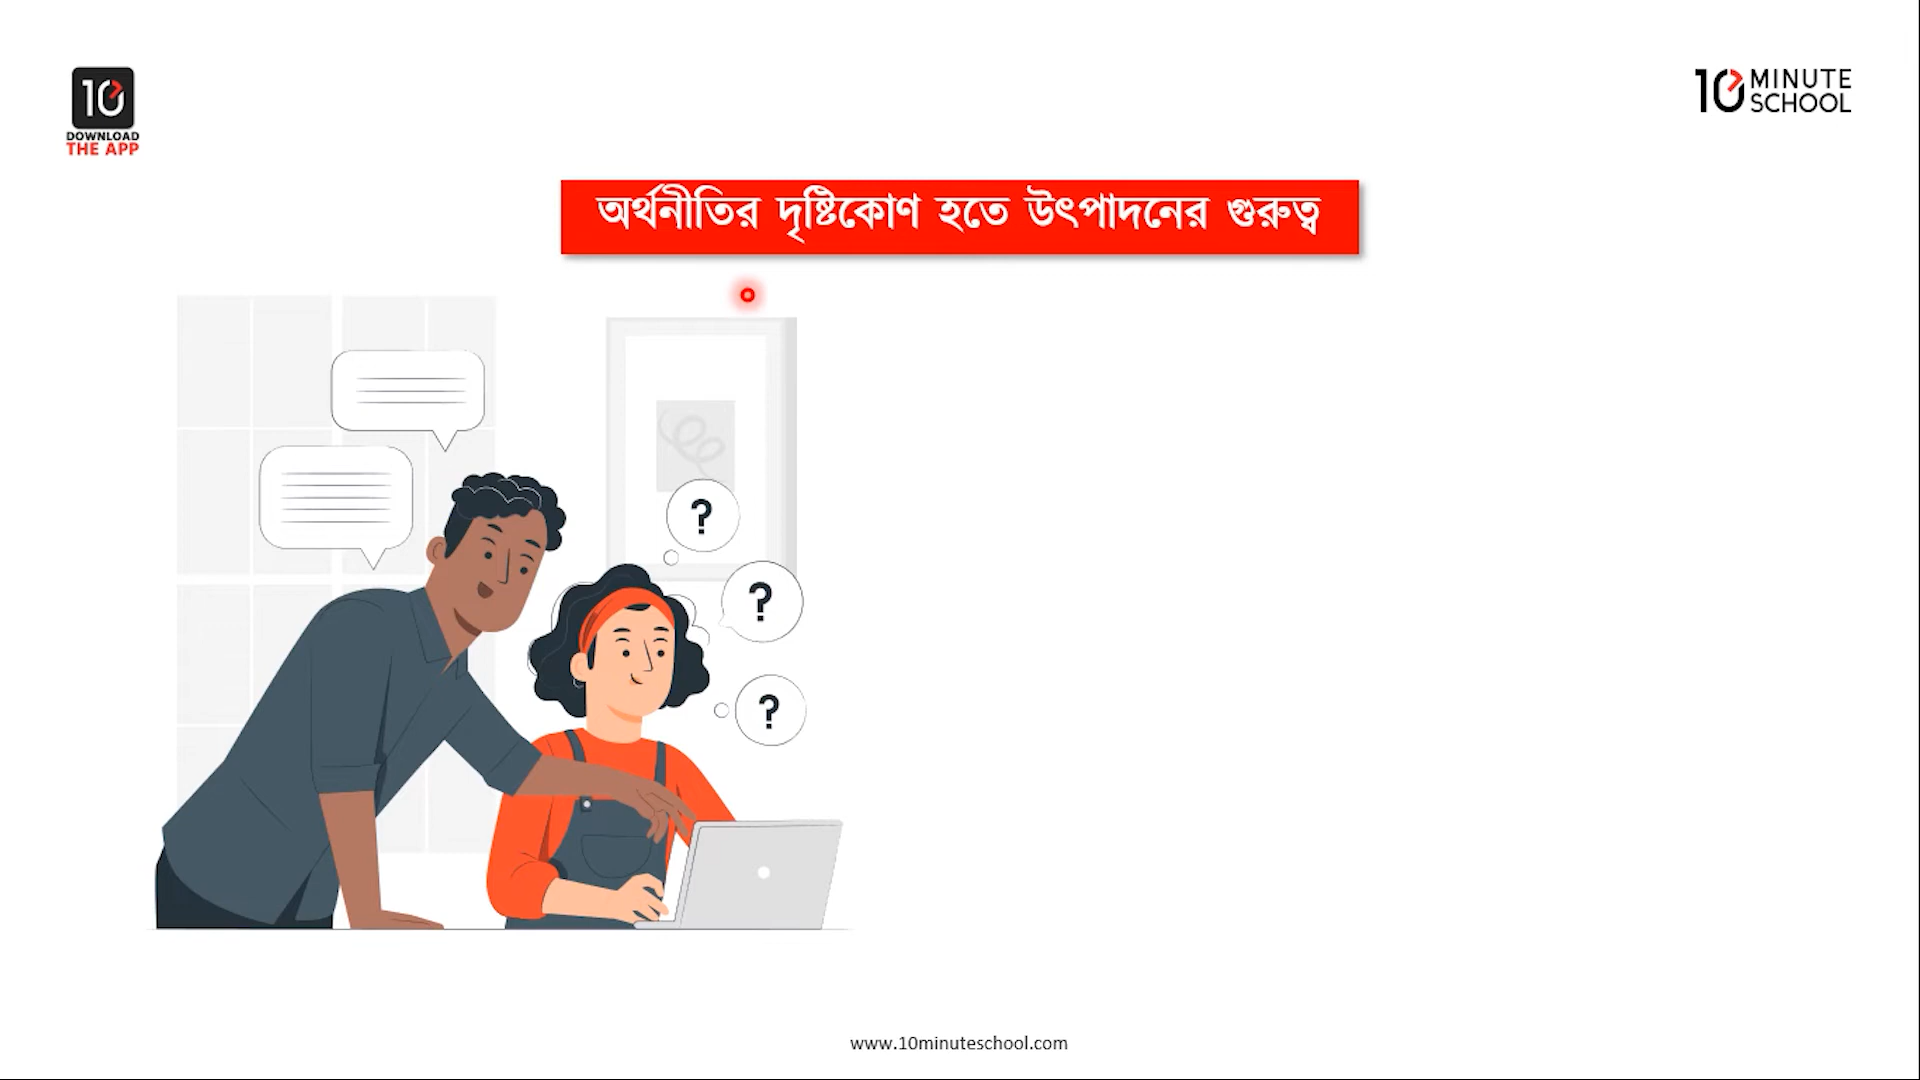 10
DOWNLOAD
THE APP
10 MINUTE
SCHOOL
অর্থনীতির দৃষ্টিকোণ হতে উৎপাদনের গুরুত্ব
?
?
?
www.10minuteschool.com